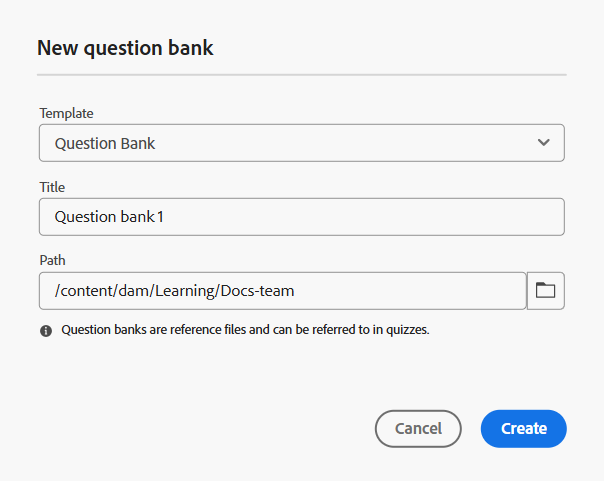 New question bank
Template
Question Bank
Title
Question bank 1
Path
/content/dam/Learning/Docs-team
Question banks are reference files and can be referred to in quizzes.
Cancel
Create